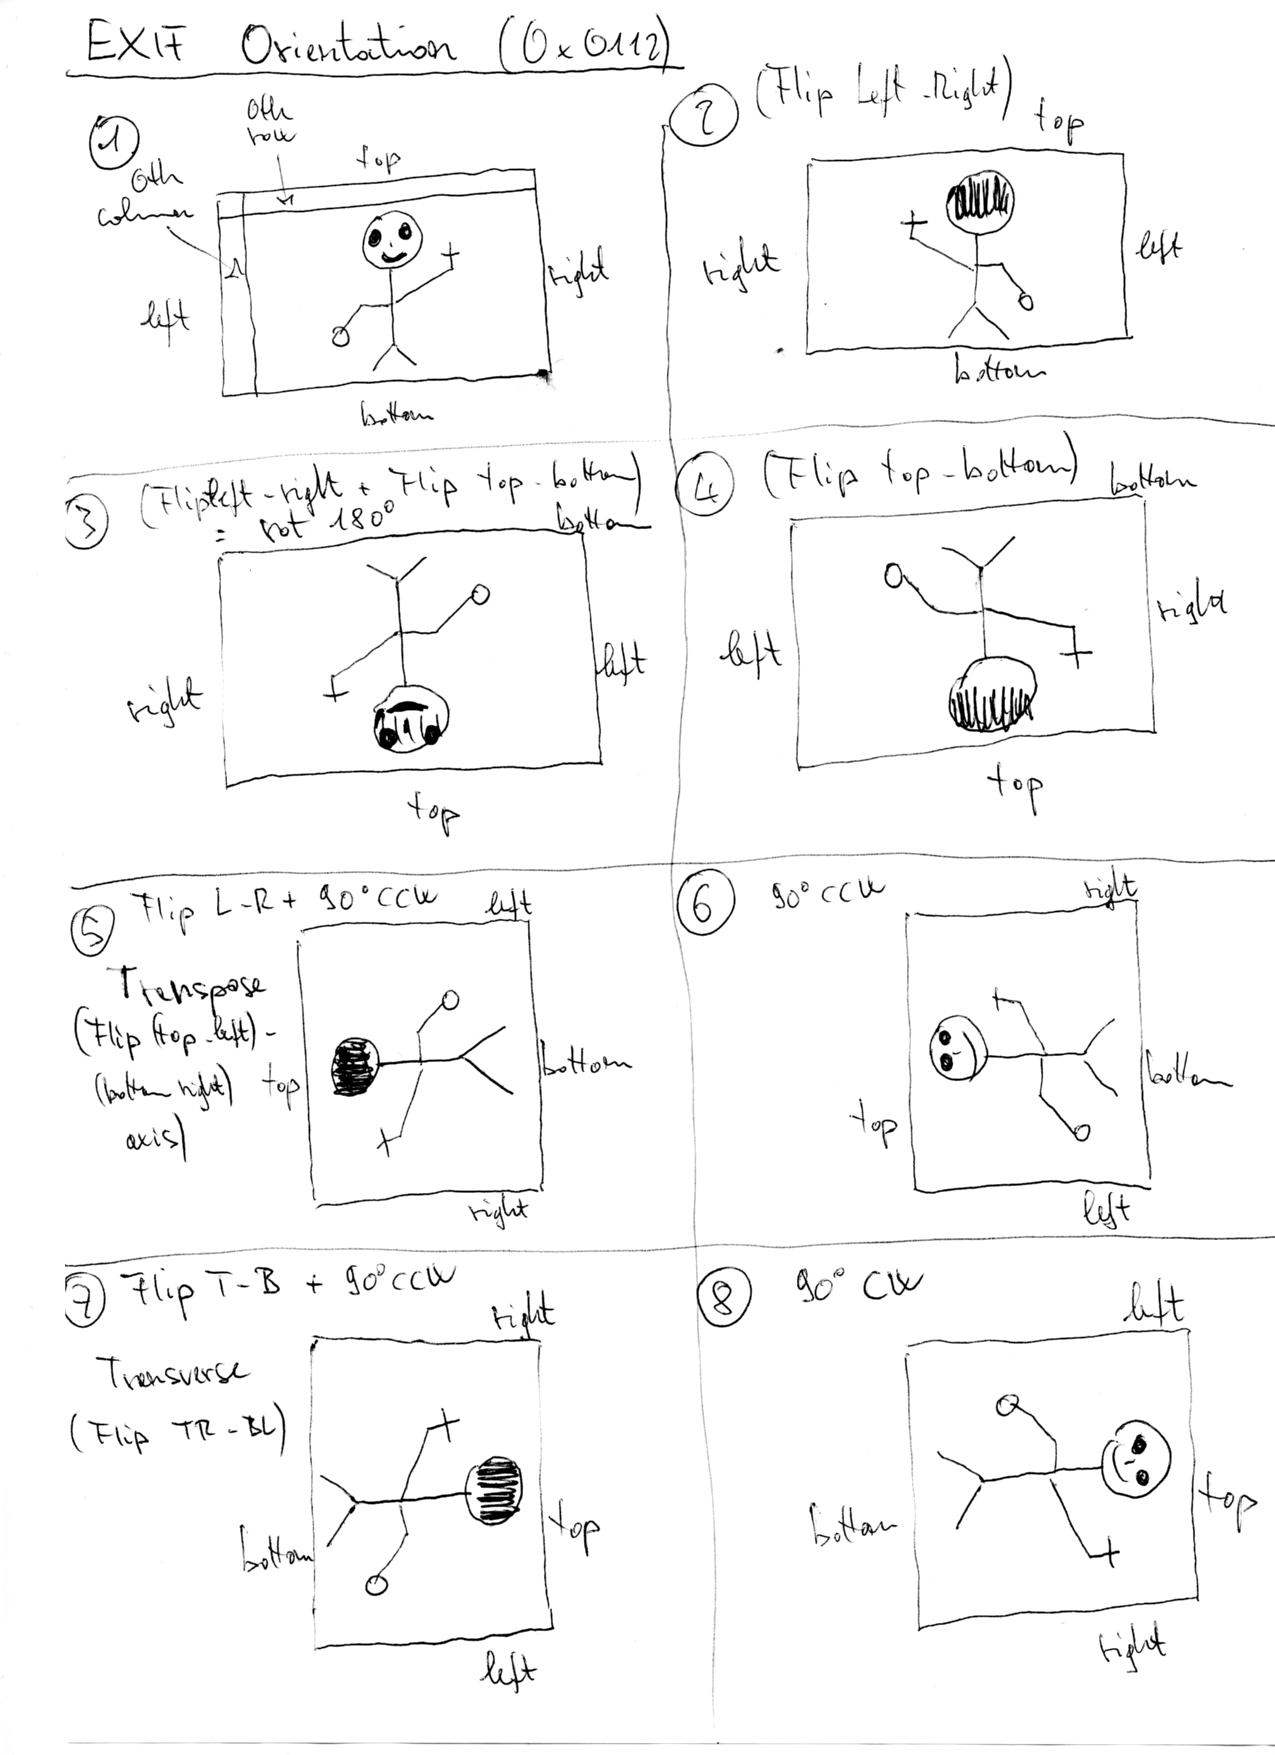 EXIF Orientation (0x0112)
1
0th
row
0th
column
top
left
right
bottom
2 (Flip Left-Right)
top
right
left
bottom
3 (Flip left-right + Flip top-bottom)
= rot 180°
bottom
right
left
top
4 (Flip top-bottom)
bottom
left
right
top
5 Flip L-R + 90° CCW
left
Transpose
(Flip (top-left)-
(bottom right)
axis)
top
bottom
right
6 90° CCW
right
top
bottom
left
7 Flip T-B + 90° CCW
right
Transverse
(Flip TR-BL)
bottom
top
left
8 90° CW
left
bottom
top
right